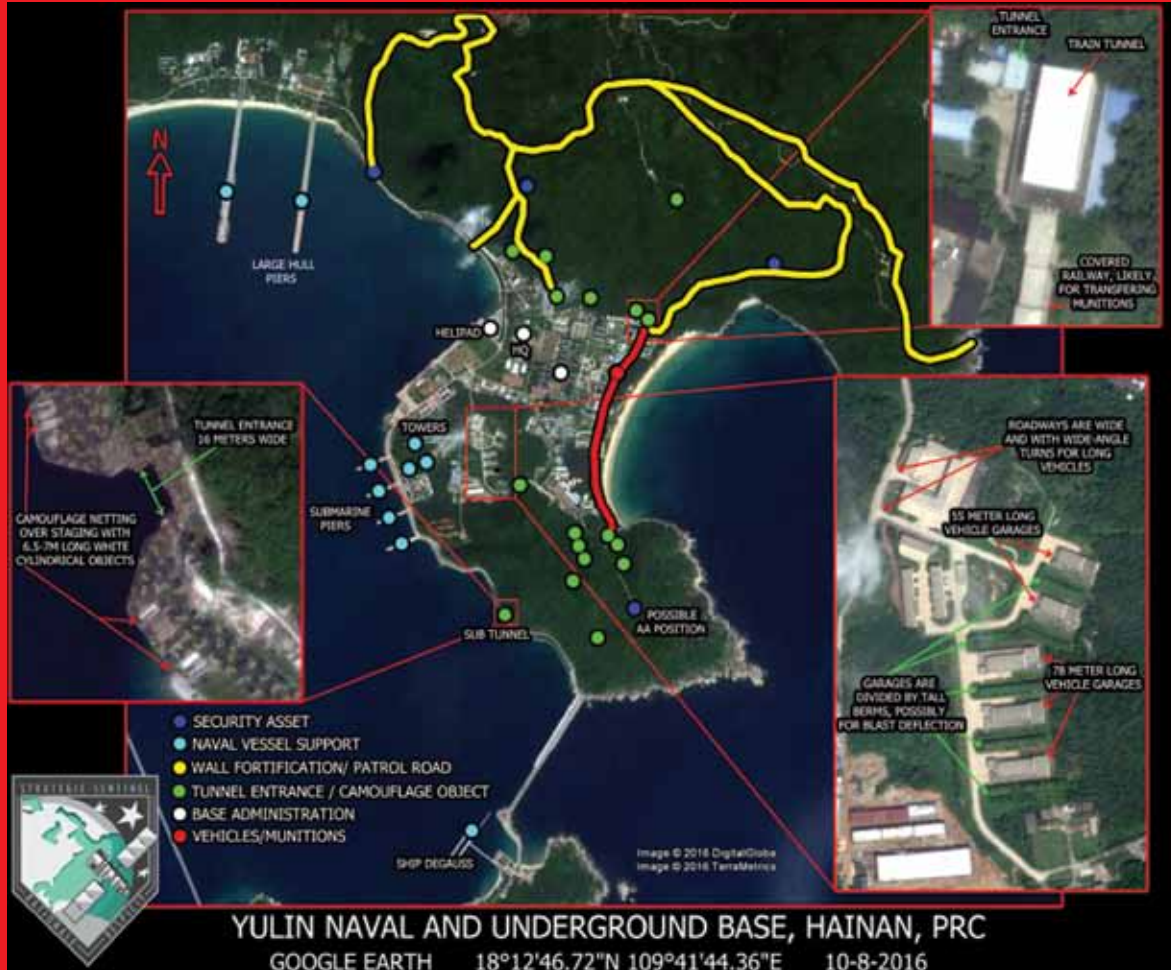 TUNNEL
ENTRANCE
TRAIN TUNNEL
COVERED
RAILWAY, LIKELY
FOR TRANSFERING
MUNITIONS
N
LARGE HULL
PIERS
HELIPAD
HQ
TUNNEL ENTRANCE
16 METERS WIDE
CAMOUFLAGE NETTING
OVER STAGING WITH
6.5-7M LONG WHITE
CYLINDRICAL OBJECTS
TOWERS
SUBMARINE
PIERS
SUB TUNNEL
POSSIBLE
AA POSITION
ROADWAYS ARE WIDE
AND WITH WIDE-ANGLE
TURNS FOR LONG
VEHICLES
55 METER LONG
VEHICLE GARAGES
78 METER LONG
VEHICLE GARAGES
GARAGES ARE
DIVIDED BY TALL
BERMS, POSSIBLY
FOR BLAST DEFLECTION
SECURITY ASSET
NAVAL VESSEL SUPPORT
WALL FORTIFICATION/ PATROL ROAD
TUNNEL ENTRANCE / CAMOUFLAGE OBJECT
BASE ADMINISTRATION
VEHICLES/MUNITIONS
SHIP DEGAUSS
Image © 2016 DigitalGlobe
Image © 2016 TerraMetrics
STRATEGIC SENTINEL
YULIN NAVAL AND UNDERGROUND BASE, HAINAN, PRC
GOOGLE EARTH 18°12'46.72"N 109°41'44.36"E 10-8-2016